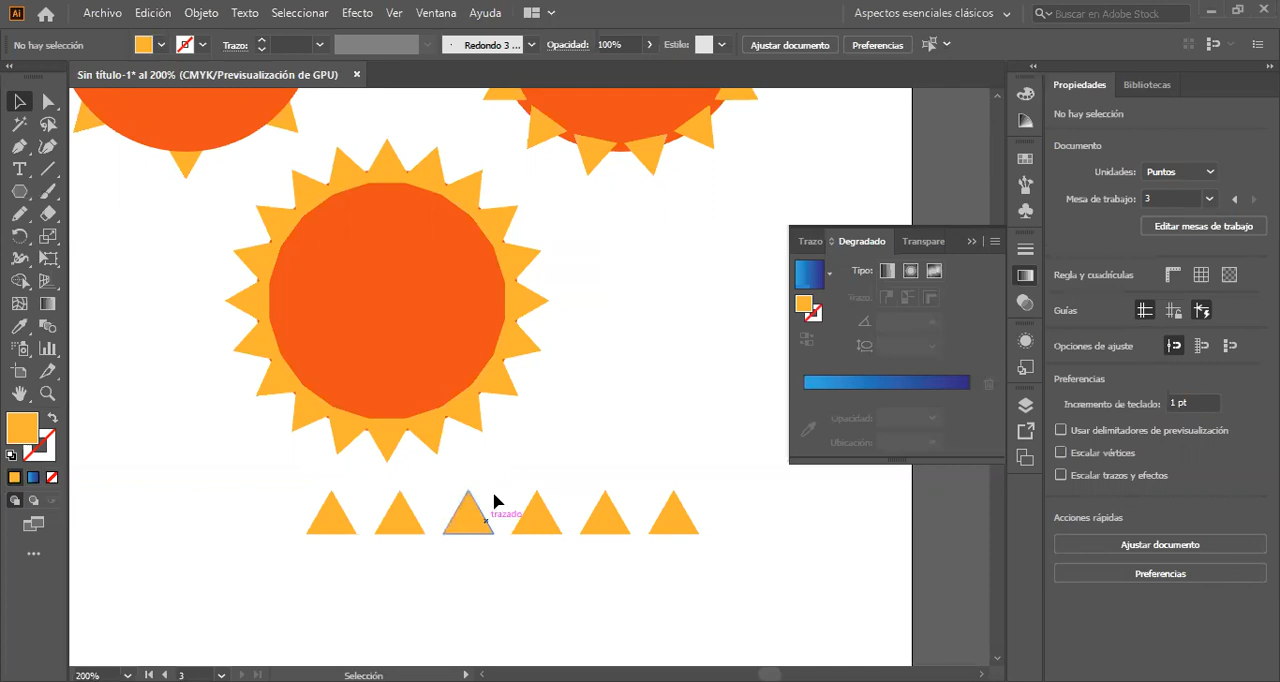 Ai Archivo Edición Objeto Texto Seleccionar Efecto Ver Ventana Ayuda Aspectos esenciales clásicos Buscar en Adobe Stock
No hay selección Trazo: Redondo 3 ... Opacidad: 100% Estilo: Ajustar documento Preferencias
Sin título-1* al 200% (CMYK/Previsualización de GPU) ×
Propiedades Bibliotecas
No hay selección
Documento
Unidades: Puntos
Mesa de trabajo: 3
Editar mesas de trabajo
Trazo Degradado Transpare
Tipo:
Regla y cuadrículas
Trazo:
Guías
Opciones de ajuste
Preferencias
Incremento de teclado: 1 pt
Opacidad:
Usar delimitadores de previsualización
Ubicación:
Escalar vértices
Escalar trazos y efectos
trazado
Acciones rápidas
Ajustar documento
Preferencias
200% 3 Selección